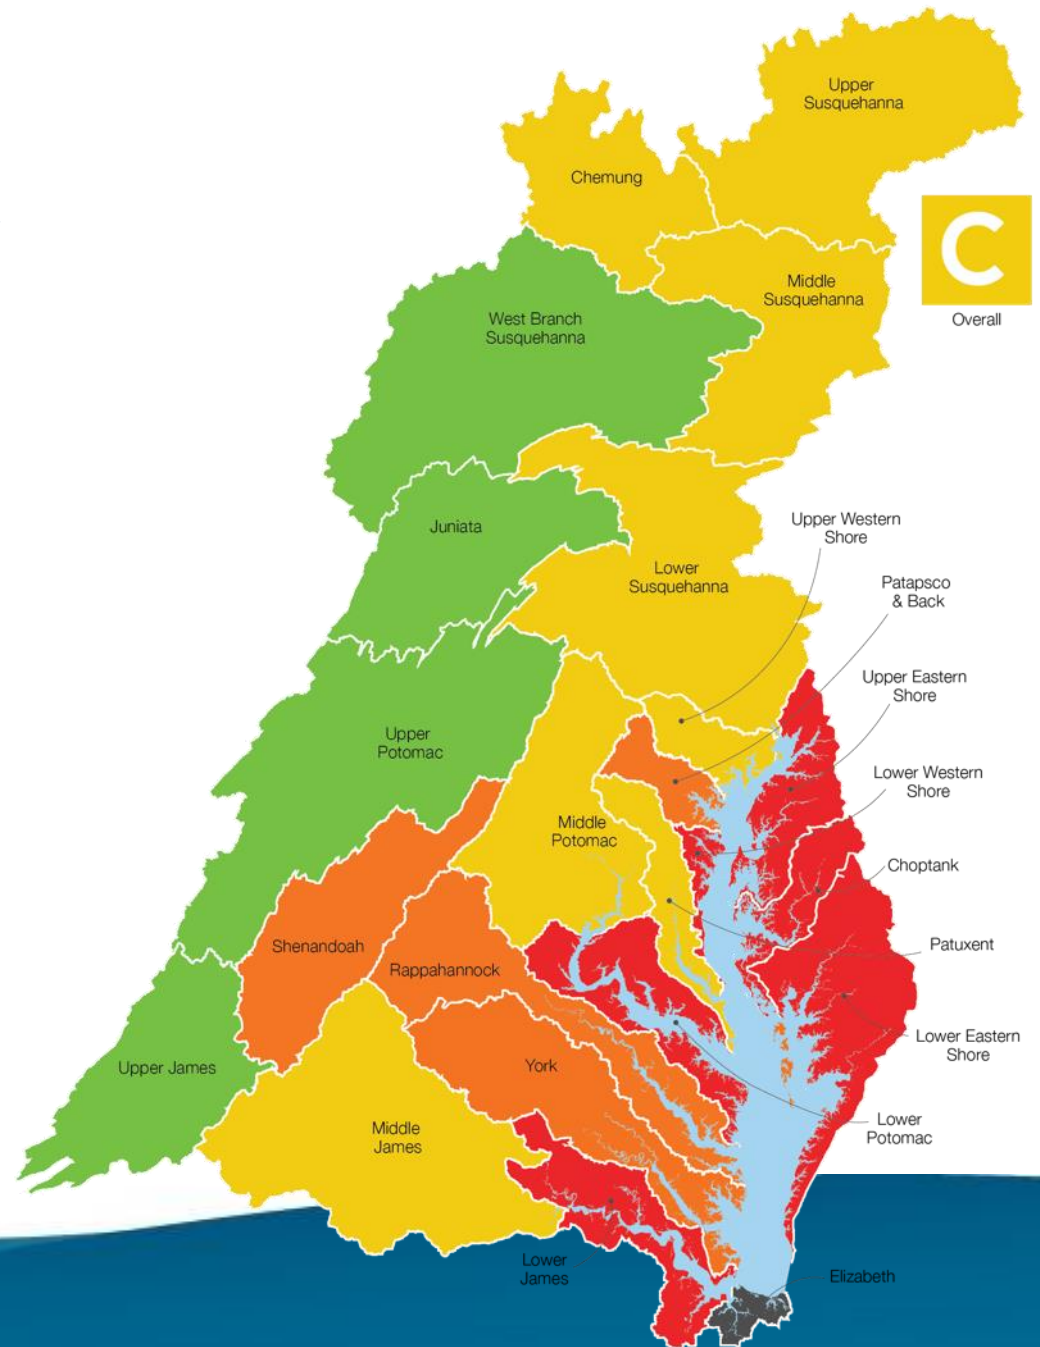 Upper
Susquehanna
Chemung
C
Overall
Middle
Susquehanna
West Branch
Susquehanna
Upper Western
Shore
Juniata
Lower
Susquehanna
Patapsco
& Back
Upper Eastern
Shore
Upper
Potomac
Lower Western
Shore
Middle
Potomac
Choptank
Shenandoah
Patuxent
Rappahannock
Lower Eastern
Shore
Upper James
York
Lower
Potomac
Middle
James
Lower
James
Elizabeth